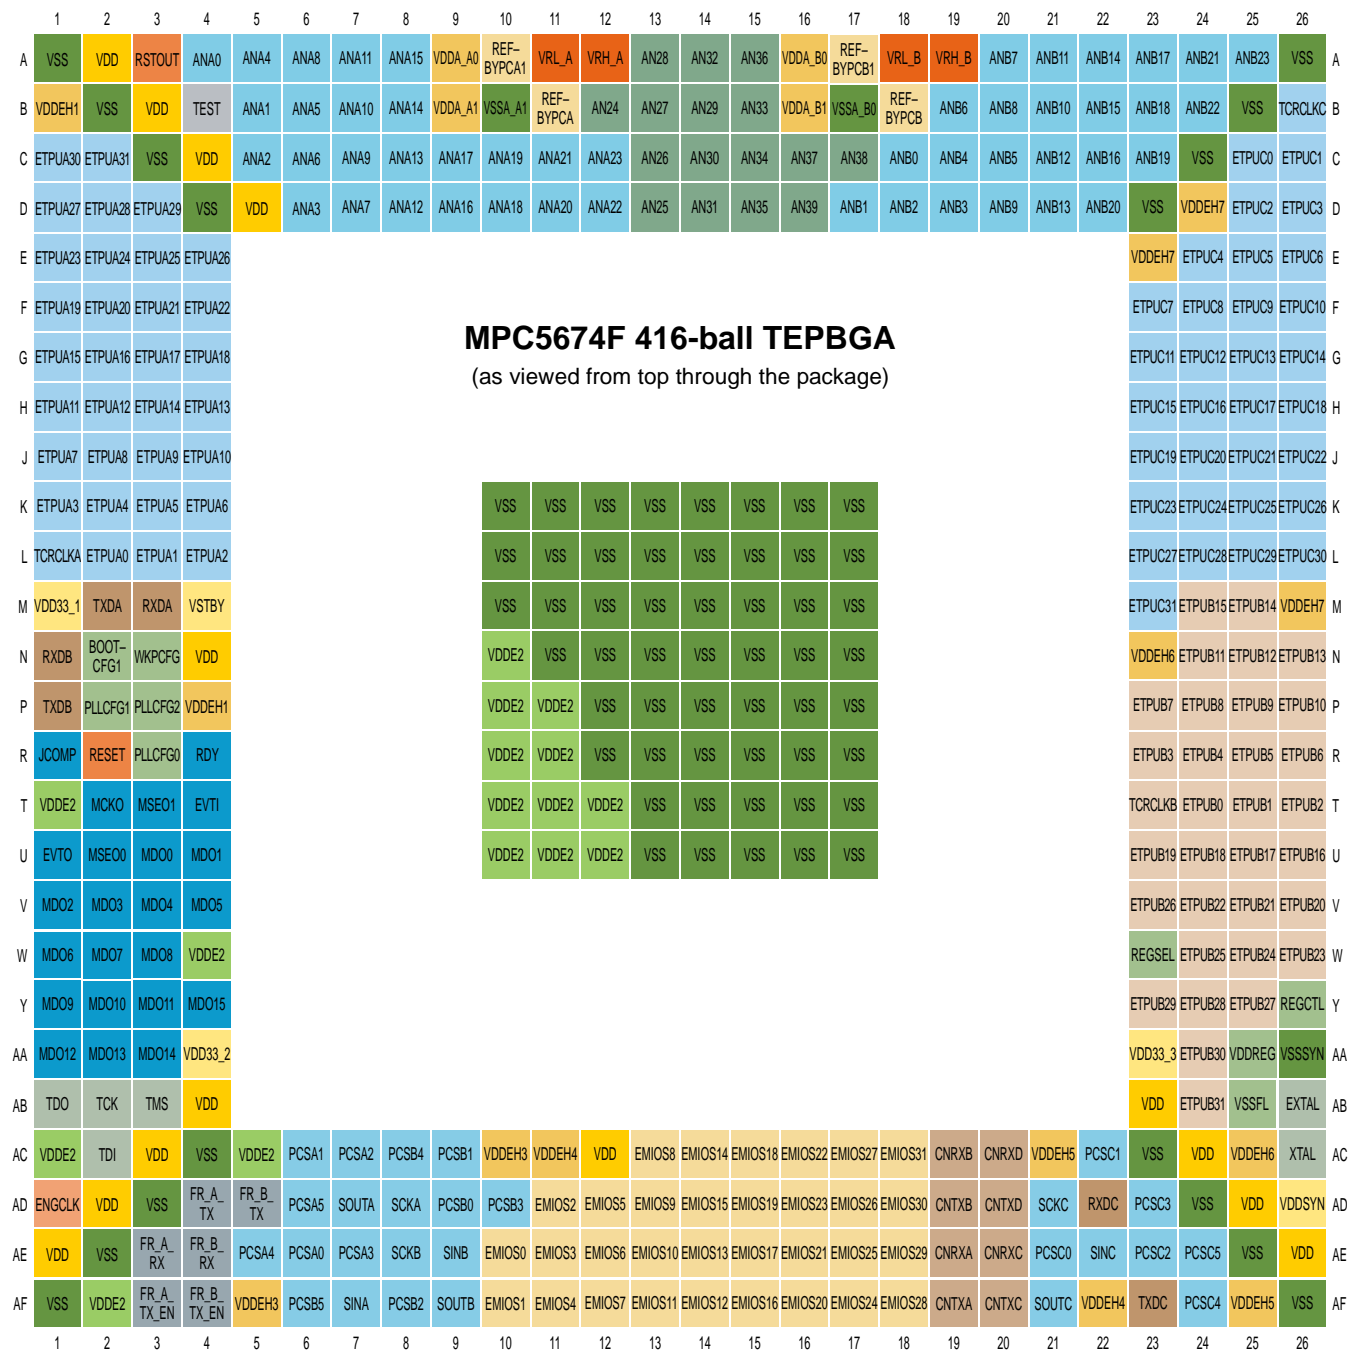 1 2 3 4 5 6 7 8 9 10 11 12 13 14 15 16 17 18 19 20 21 22 23 24 25 26
A VSS VDD RSTOUT ANA0 ANA4 ANA8 ANA11 ANA15 VDDA_A0 REF–BYPCA1 VRL_A VRH_A AN28 AN32 AN36 VDDA_B0 REF–BYPCB1 VRL_B VRH_B ANB7 ANB11 ANB14 ANB17 ANB21 ANB23 VSS A
B VDDEH1 VSS VDD TEST ANA1 ANA5 ANA10 ANA14 VDDA_A1 VSSA_A1 REF–BYPCA AN24 AN27 AN29 AN33 VDDA_B1 VSSA_B0 REF–BYPCB ANB6 ANB8 ANB10 ANB15 ANB18 ANB22 VSS TCRCLKC B
C ETPUA30 ETPUA31 VSS VDD ANA2 ANA6 ANA9 ANA13 ANA17 ANA19 ANA21 ANA23 AN26 AN30 AN34 AN37 AN38 ANB0 ANB4 ANB5 ANB12 ANB16 ANB19 VSS ETPUC0 ETPUC1 C
D ETPUA27 ETPUA28 ETPUA29 VSS VDD ANA3 ANA7 ANA12 ANA16 ANA18 ANA20 ANA22 AN25 AN31 AN35 AN39 ANB1 ANB2 ANB3 ANB9 ANB13 ANB20 VSS VDDEH7 ETPUC2 ETPUC3 D
E ETPUA23 ETPUA24 ETPUA25 ETPUA26 VDDEH7 ETPUC4 ETPUC5 ETPUC6 E
F ETPUA19 ETPUA20 ETPUA21 ETPUA22 ETPUC7 ETPUC8 ETPUC9 ETPUC10 F
MPC5674F 416-ball TEPBGA
G ETPUA15 ETPUA16 ETPUA17 ETPUA18 ETPUC11 ETPUC12 ETPUC13 ETPUC14 G
(as viewed from top through the package)
H ETPUA11 ETPUA12 ETPUA14 ETPUA13 ETPUC15 ETPUC16 ETPUC17 ETPUC18 H
J ETPUA7 ETPUA8 ETPUA9 ETPUA10 ETPUC19 ETPUC20 ETPUC21 ETPUC22 J
K ETPUA3 ETPUA4 ETPUA5 ETPUA6 VSS VSS VSS VSS VSS VSS VSS VSS ETPUC23 ETPUC24 ETPUC25 ETPUC26 K
L TCRCLKA ETPUA0 ETPUA1 ETPUA2 VSS VSS VSS VSS VSS VSS VSS VSS ETPUC27 ETPUC28 ETPUC29 ETPUC30 L
M VDD33_1 TXDA RXDA VSTBY VSS VSS VSS VSS VSS VSS VSS VSS ETPUC31 ETPUB15 ETPUB14 VDDEH7 M
N RXDB BOOT–CFG1 WKPCFG VDD VDDE2 VSS VSS VSS VSS VSS VSS VSS VDDEH6 ETPUB11 ETPUB12 ETPUB13 N
P TXDB PLLCFG1 PLLCFG2 VDDEH1 VDDE2 VDDE2 VSS VSS VSS VSS VSS VSS ETPUB7 ETPUB8 ETPUB9 ETPUB10 P
R JCOMP RESET PLLCFG0 RDY VDDE2 VDDE2 VSS VSS VSS VSS VSS VSS ETPUB3 ETPUB4 ETPUB5 ETPUB6 R
T VDDE2 MCKO MSEO1 EVTI VDDE2 VDDE2 VDDE2 VSS VSS VSS VSS VSS TCRCLKB ETPUB0 ETPUB1 ETPUB2 T
U EVTO MSEO0 MDO0 MDO1 VDDE2 VDDE2 VDDE2 VSS VSS VSS VSS VSS ETPUB19 ETPUB18 ETPUB17 ETPUB16 U
V MDO2 MDO3 MDO4 MDO5 ETPUB26 ETPUB22 ETPUB21 ETPUB20 V
W MDO6 MDO7 MDO8 VDDE2 REGSEL ETPUB25 ETPUB24 ETPUB23 W
Y MDO9 MDO10 MDO11 MDO15 ETPUB29 ETPUB28 ETPUB27 REGCTL Y
AA MDO12 MDO13 MDO14 VDD33_2 VDD33_3 ETPUB30 VDDREG VSSSYN AA
AB TDO TCK TMS VDD VDD ETPUB31 VSSFL EXTAL AB
AC VDDE2 TDI VDD VSS VDDE2 PCSA1 PCSA2 PCSB4 PCSB1 VDDEH3 VDDEH4 VDD EMIOS8 EMIOS14 EMIOS18 EMIOS22 EMIOS27 EMIOS31 CNRXB CNRXD VDDEH5 PCSC1 VSS VDD VDDEH6 XTAL AC
AD ENGCLK VDD VSS FR_A_TX FR_B_TX PCSA5 SOUTA SCKA PCSB0 PCSB3 EMIOS2 EMIOS5 EMIOS9 EMIOS15 EMIOS19 EMIOS23 EMIOS26 EMIOS30 CNTXB CNTXD SCKC RXDC PCSC3 VSS VDD VDDSYN AD
AE VDD VSS FR_A_RX FR_B_RX PCSA4 PCSA0 PCSA3 SCKB SINB EMIOS0 EMIOS3 EMIOS6 EMIOS10 EMIOS13 EMIOS17 EMIOS21 EMIOS25 EMIOS29 CNRXA CNRXC PCSC0 SINC PCSC2 PCSC5 VSS VDD AE
AF VSS VDDE2 FR_A_TX_EN FR_B_TX_EN VDDEH3 PCSB5 SINA PCSB2 SOUTB EMIOS1 EMIOS4 EMIOS7 EMIOS11 EMIOS12 EMIOS16 EMIOS20 EMIOS24 EMIOS28 CNTXA CNTXC SOUTC VDDEH4 TXDC PCSC4 VDDEH5 VSS AF
1 2 3 4 5 6 7 8 9 10 11 12 13 14 15 16 17 18 19 20 21 22 23 24 25 26